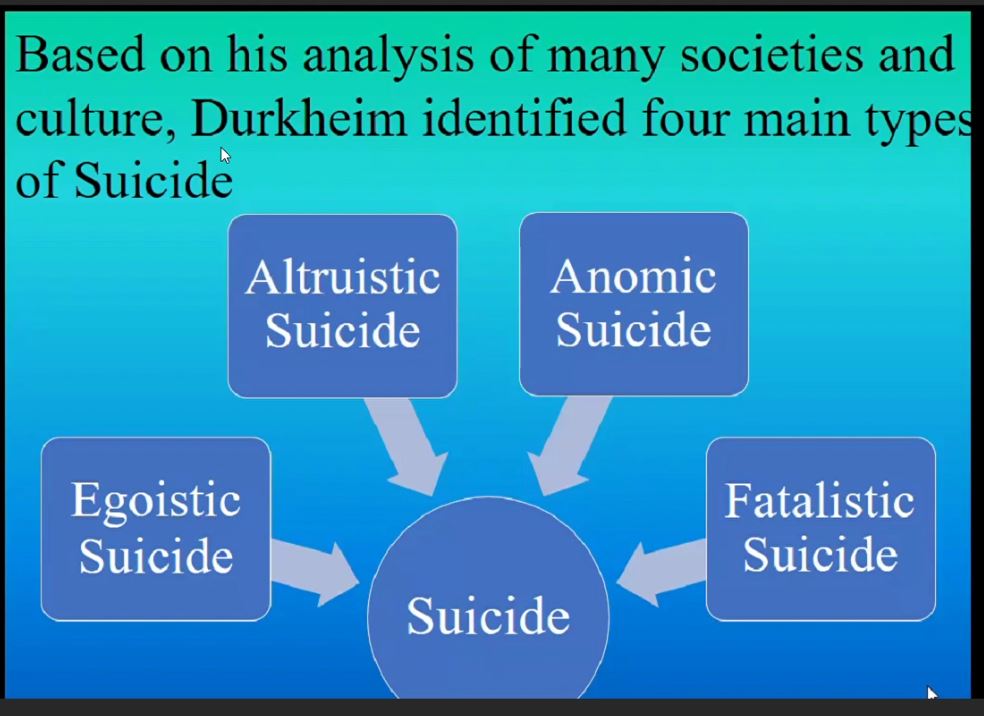 Based on his analysis of many societies and
culture, Durkheim identified four main types
of Suicide
Altruistic
Suicide
Anomic
Suicide
Egoistic
Suicide
Fatalistic
Suicide
Suicide